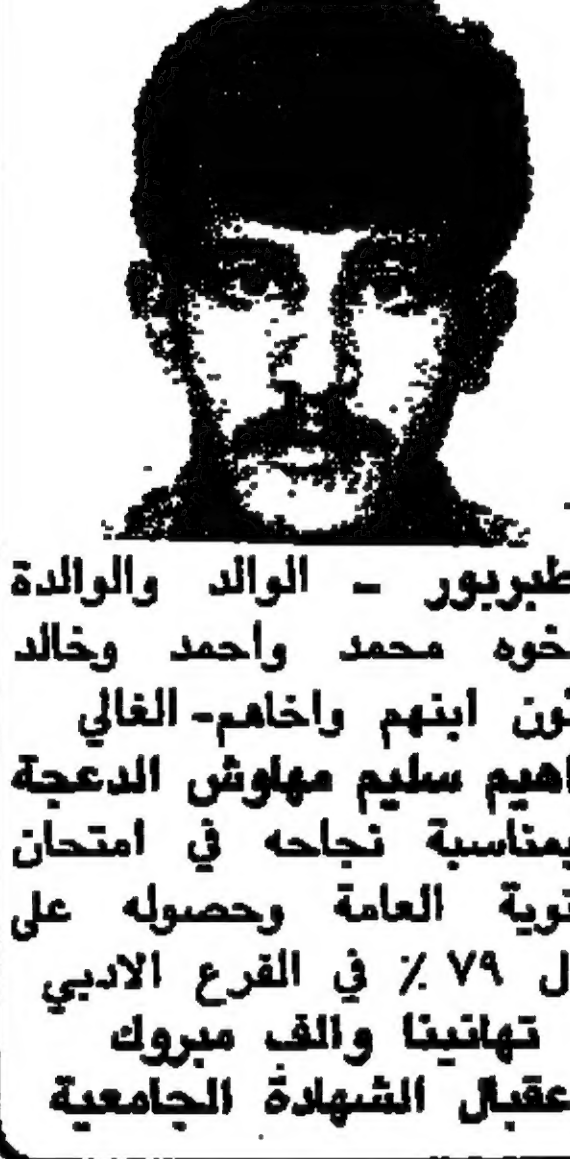 طبربور - الوالد والوالدة
خوه محمد واحمد وخالد
ئون ابنهم واخاهم - الغالي
اهيم سليم مهاوش الدعجة
بمناسبة نجاحه في امتحان
نوية العامة وحصوله على
ل ٧٩ ٪ في الفرع الادبي
تهانينا والف مبروك
عقبال الشهادة الجامعية